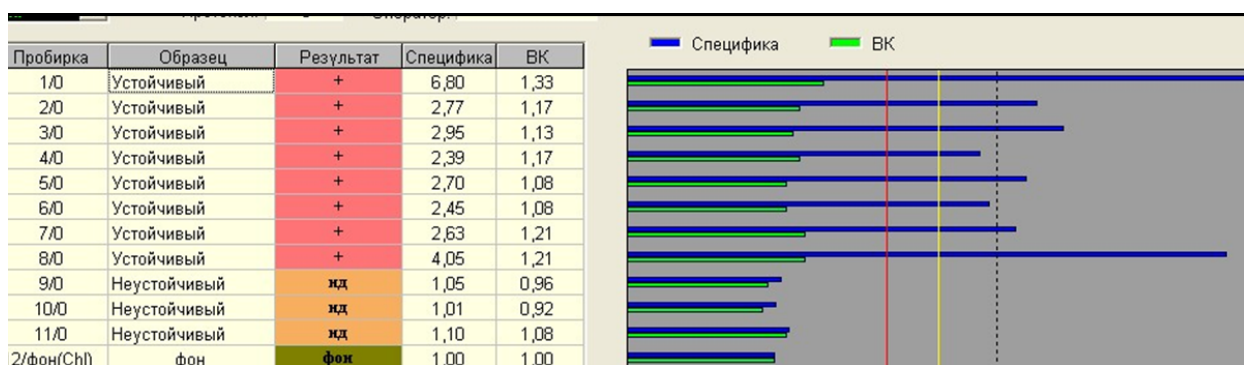 Специфика ВК
Пробирка Образец Результат Специфика ВК
1/0 Устойчивый + 6,80 1,33
2/0 Устойчивый + 2,77 1,17
3/0 Устойчивый + 2,95 1,13
4/0 Устойчивый + 2,39 1,17
5/0 Устойчивый + 2,70 1,08
6/0 Устойчивый + 2,45 1,08
7/0 Устойчивый + 2,63 1,21
8/0 Устойчивый + 4,05 1,21
9/0 Неустойчивый нд 1,05 0,96
10/0 Неустойчивый нд 1,01 0,92
11/0 Неустойчивый нд 1,10 1,08
2/фон(Chl) фон фон 1,00 1,00